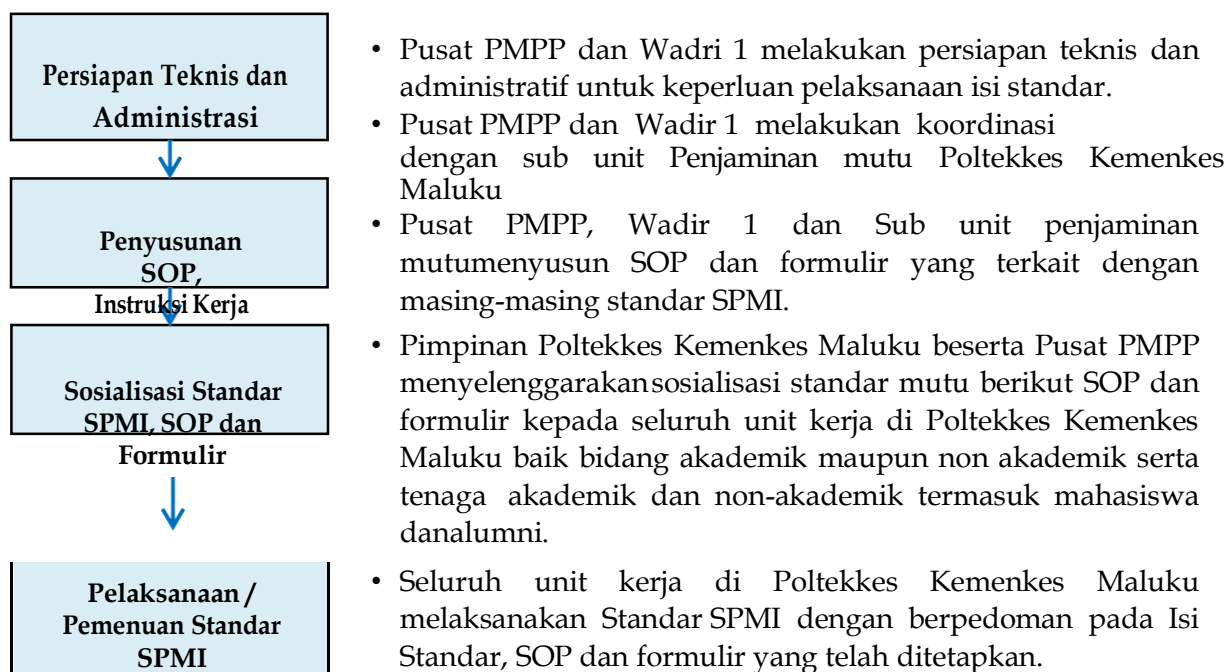 Persiapan Teknis dan
Administrasi
• Pusat PMPP dan Wadri 1 melakukan persiapan teknis dan
administratif untuk keperluan pelaksanaan isi standar.
• Pusat PMPP dan Wadir 1 melakukan koordinasi
dengan sub unit Penjaminan mutu Poltekkes Kemenkes
Maluku
Penyusunan
SOP,
Instruksi Kerja
• Pusat PMPP, Wadir 1 dan Sub unit penjaminan
mutumenyusun SOP dan formulir yang terkait dengan
masing-masing standar SPMI.
Sosialisasi Standar
SPMI, SOP dan
Formulir
• Pimpinan Poltekkes Kemenkes Maluku beserta Pusat PMPP
menyelenggarakansosialisasi standar mutu berikut SOP dan
formulir kepada seluruh unit kerja di Poltekkes Kemenkes
Maluku baik bidang akademik maupun non akademik serta
tenaga akademik dan non-akademik termasuk mahasiswa
danalumni.
Pelaksanaan /
Pemenuan Standar
SPMI
• Seluruh unit kerja di Poltekkes Kemenkes Maluku
melaksanakan Standar SPMI dengan berpedoman pada Isi
Standar, SOP dan formulir yang telah ditetapkan.